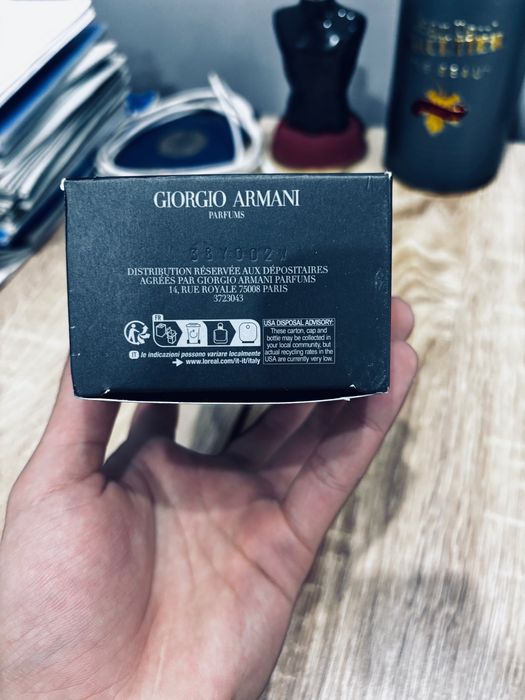 GIORGIO ARMANI
PARFUMS
38Y002V
DISTRIBUTION RÉSERVÉE AUX DÉPOSITAIRES
AGRÉÉS PAR GIORGIO ARMANI PARFUMS
14, RUE ROYALE 75008 PARIS
3723043
FR
USA DISPOSAL ADVISORY:
These carton, cap and
bottle may be collected in
your local community, but
actual recycling rates in the
USA are currently very low.
IT le indicazioni possono variare localmente
www.loreal.com/it-it/italy